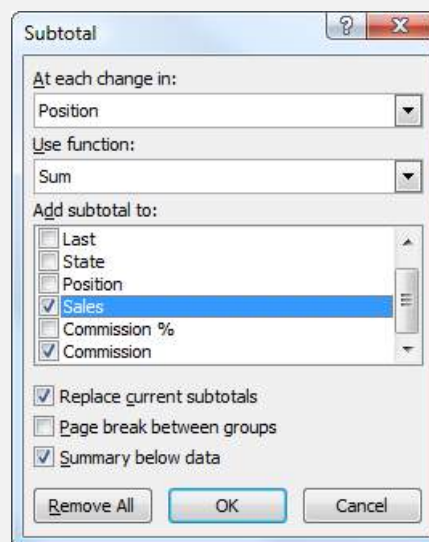 Subtotal
?
At each change in:
Position
Use function:
Sum
Add subtotal to:
Last
State
Position
Sales
Commission %
Commission
Replace current subtotals
Page break between groups
Summary below data
Remove All OK Cancel